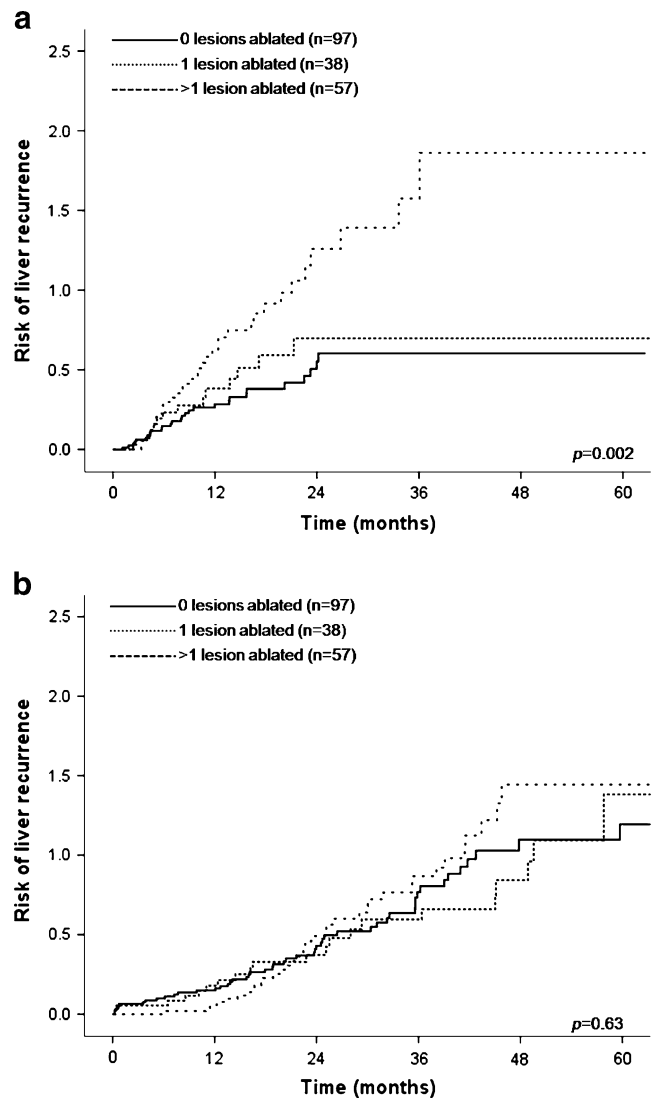 a
0 lesions ablated (n=97)
1 lesion ablated (n=38)
>1 lesion ablated (n=57)
2.5
2.0
1.5
1.0
0.5
0.0
Risk of liver recurrence
p=0.002
0 12 24 36 48 60
Time (months)
b
0 lesions ablated (n=97)
1 lesion ablated (n=38)
>1 lesion ablated (n=57)
2.5
2.0
1.5
1.0
0.5
0.0
Risk of liver recurrence
p=0.63
0 12 24 36 48 60
Time (months)